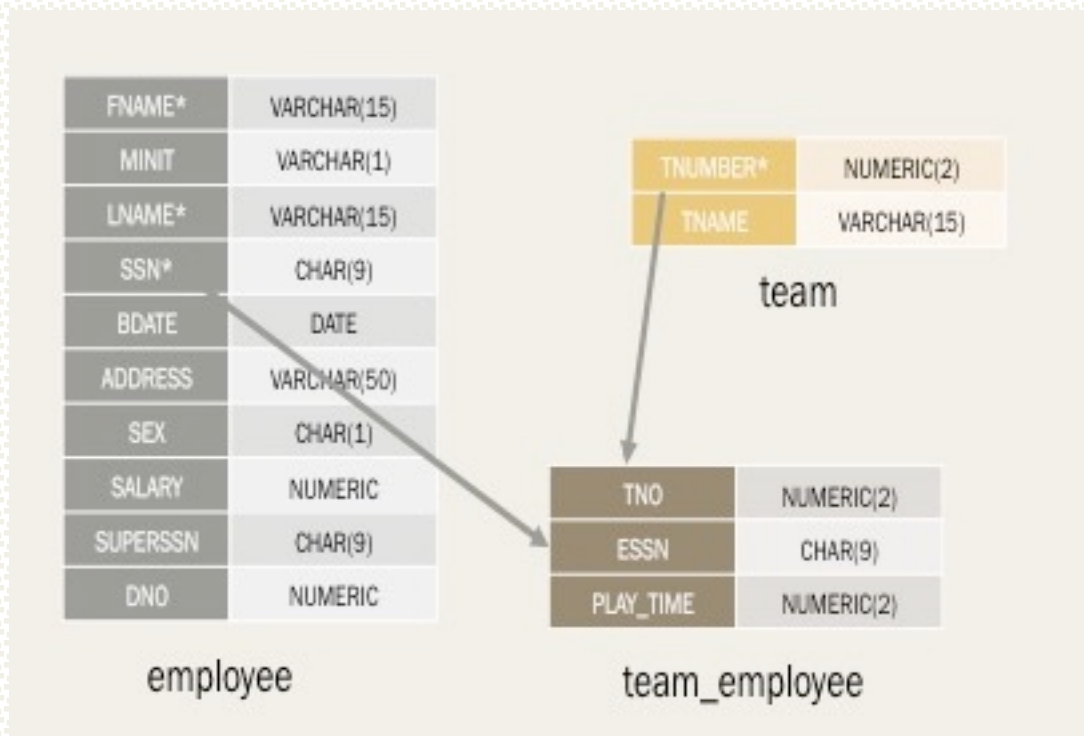 FNAME* VARCHAR(15)
MINIT VARCHAR(1)
LNAME* VARCHAR(15)
SSN* CHAR(9)
BDATE DATE
ADDRESS VARCHAR(50)
SEX CHAR(1)
SALARY NUMERIC
SUPERSSN CHAR(9)
DNO NUMERIC
employee
TNUMBER* NUMERIC(2)
TNAME VARCHAR(15)
team
TNO NUMERIC(2)
ESSN CHAR(9)
PLAY_TIME NUMERIC(2)
team_employee